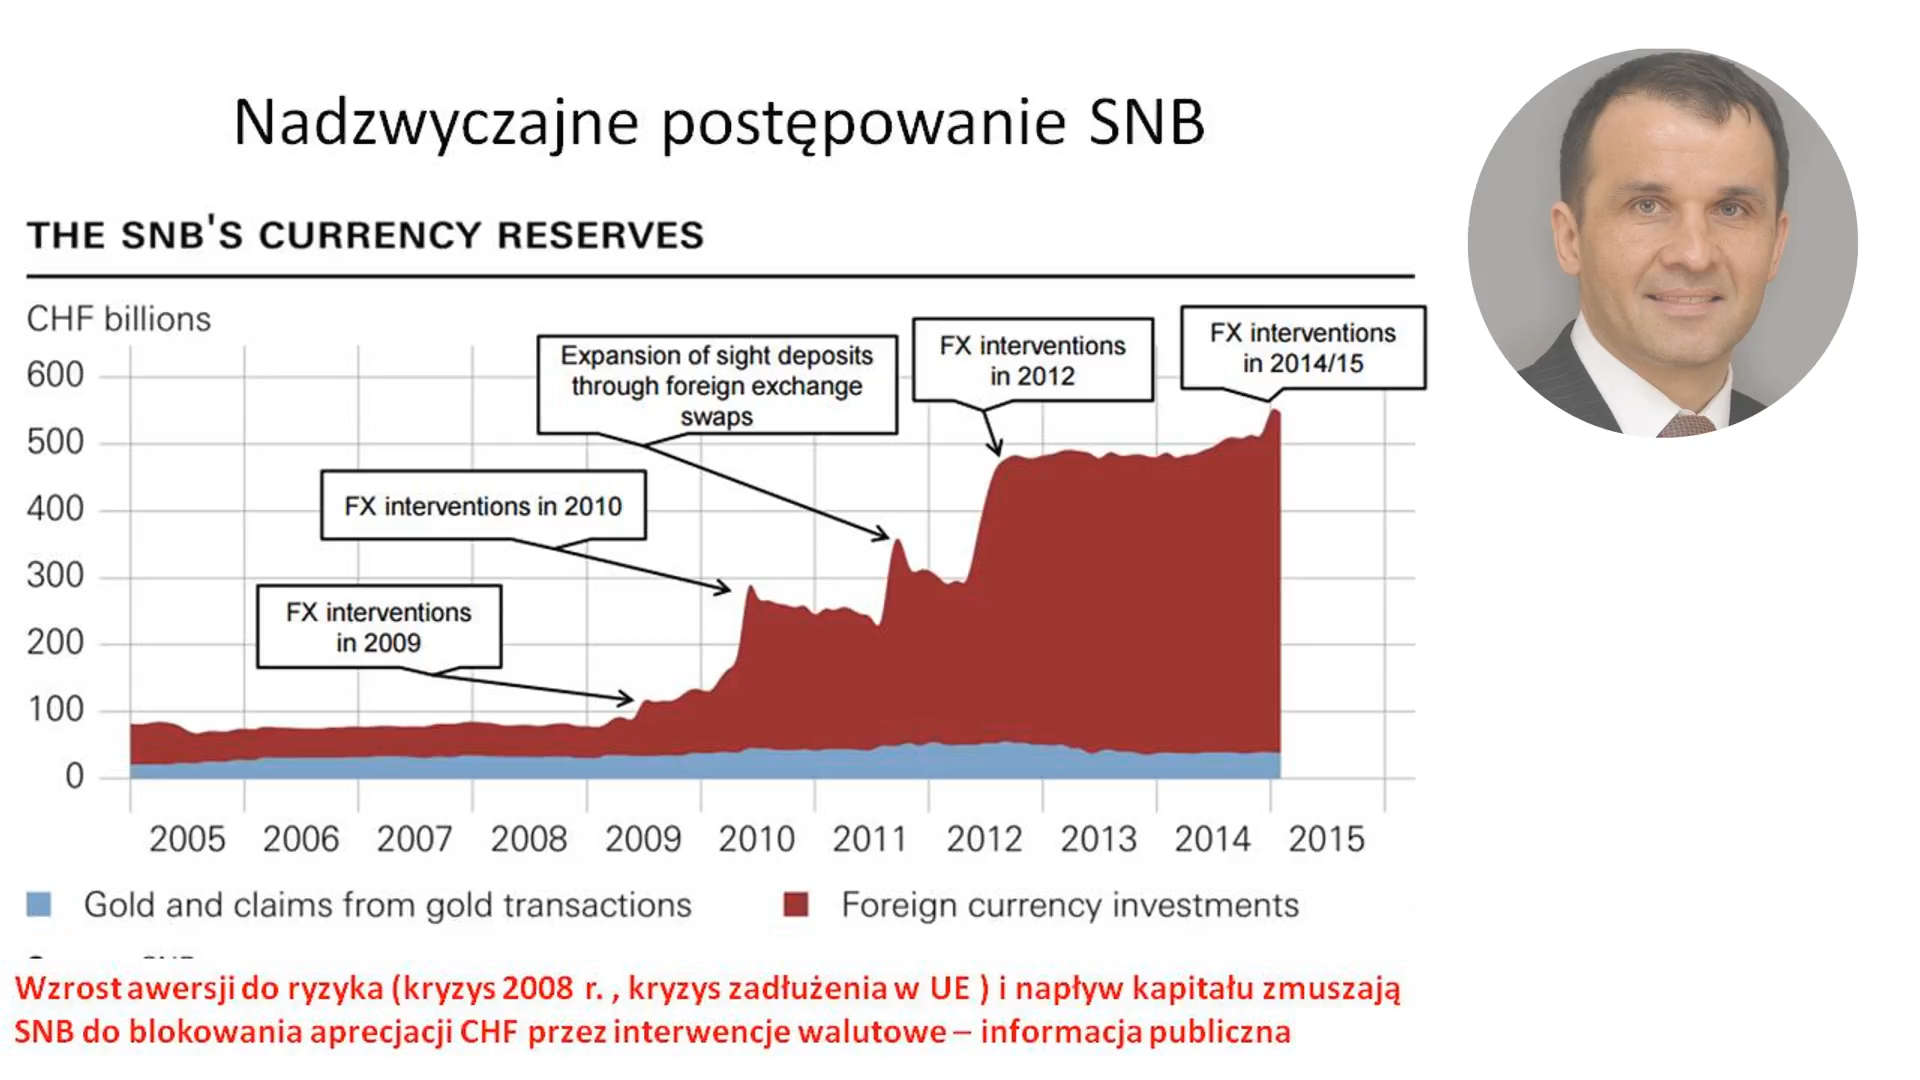 Nadzwyczajne postępowanie SNB
THE SNB'S CURRENCY RESERVES
CHF billions
600
500
400
300
200
100
0
Expansion of sight deposits
through foreign exchange
swaps
FX interventions
in 2012
FX interventions
in 2014/15
FX interventions in 2010
FX interventions
in 2009
2005 2006 2007 2008 2009 2010 2011 2012 2013 2014 2015
Gold and claims from gold transactions
Foreign currency investments
Wzrost awersji do ryzyka (kryzys 2008 r. , kryzys zadłużenia w UE ) i napływ kapitału zmuszają
SNB do blokowania aprecjacji CHF przez interwencje walutowe – informacja publiczna